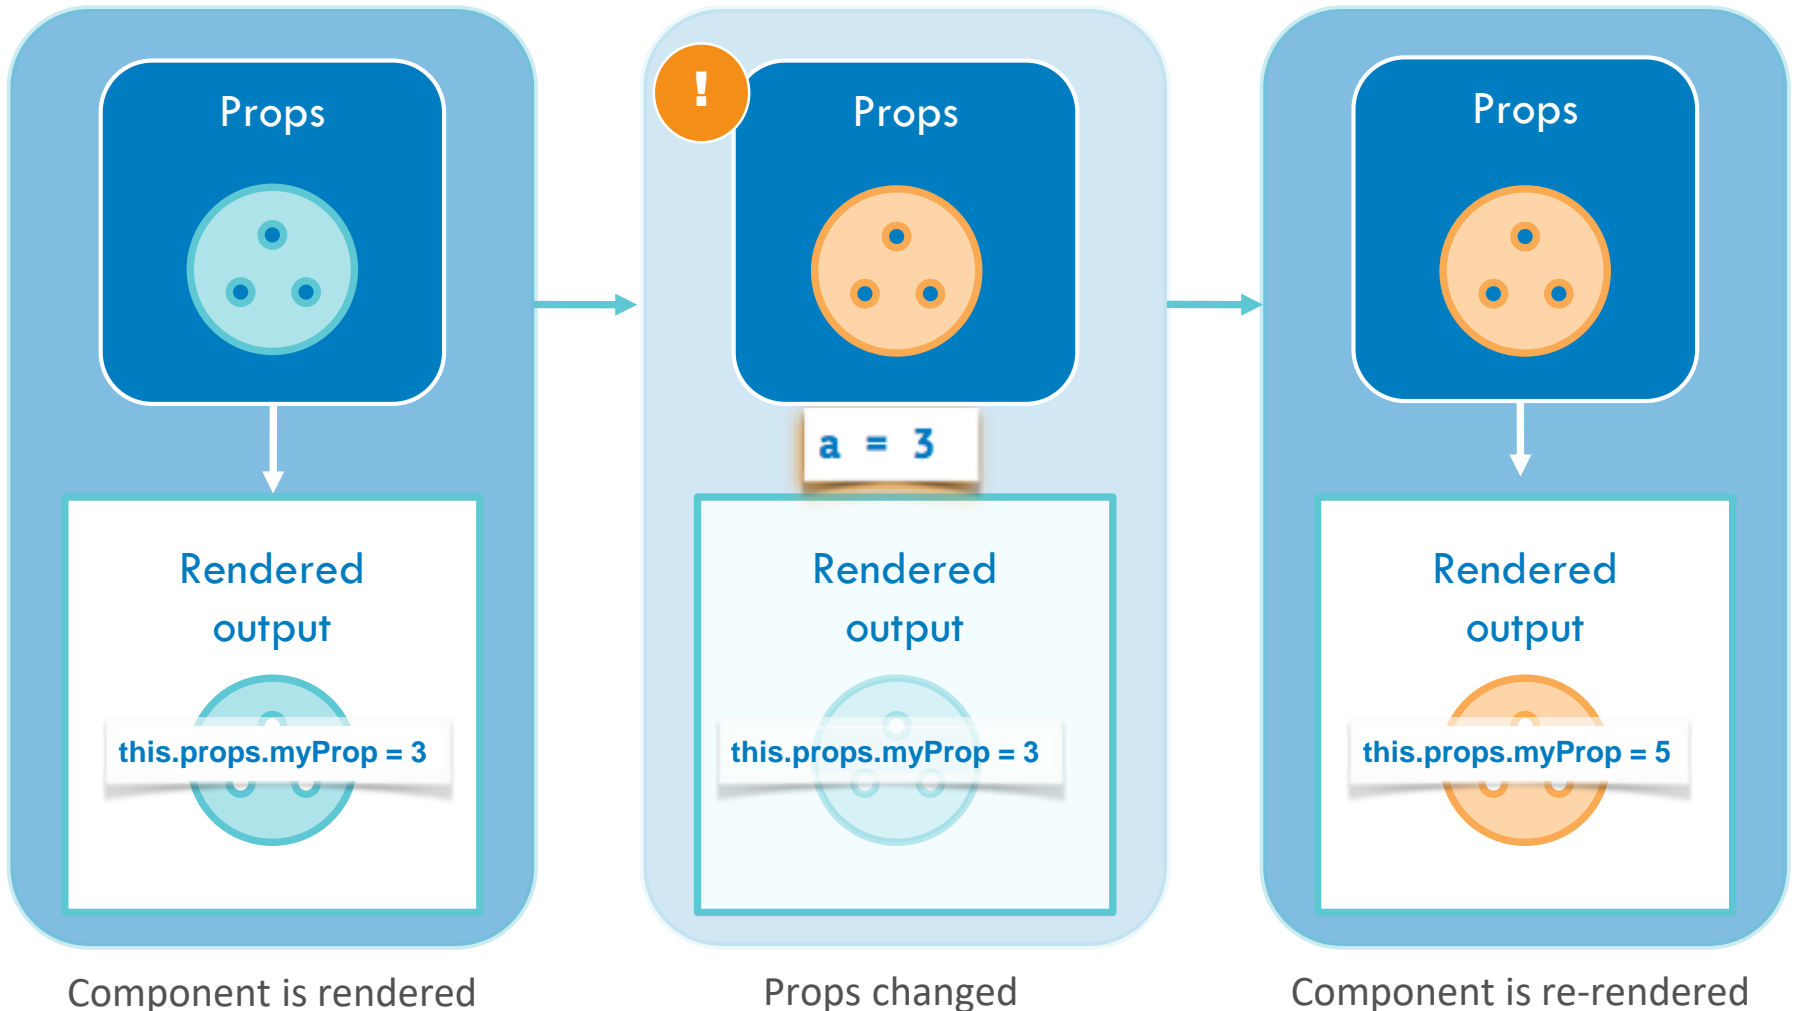 Props
Rendered
output
this.props.myProp = 3
Component is rendered
!
Props
a = 3
Rendered
output
this.props.myProp = 3
Props changed
Props
Rendered
output
this.props.myProp = 5
Component is re-rendered